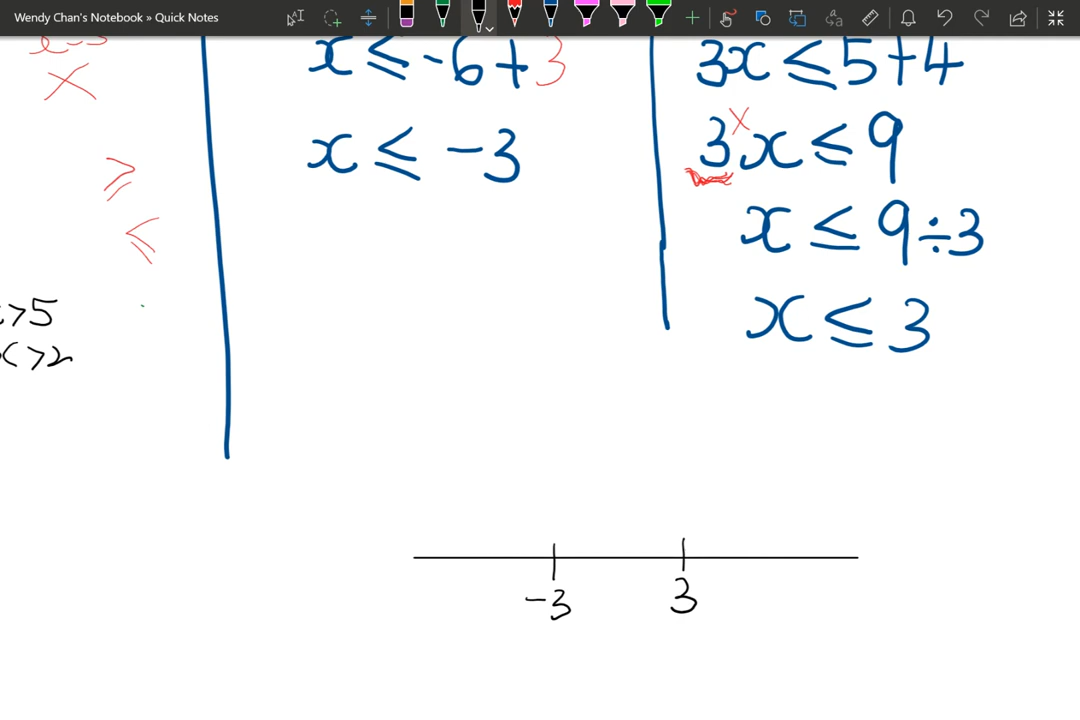 Wendy Chan's Notebook » Quick Notes
x ≤ -6+3
x ≤ -3
3x ≤ 5+4
3 × x ≤ 9
x ≤ 9÷3
x ≤ 3
≥
≤
>5
x >2
-3 3